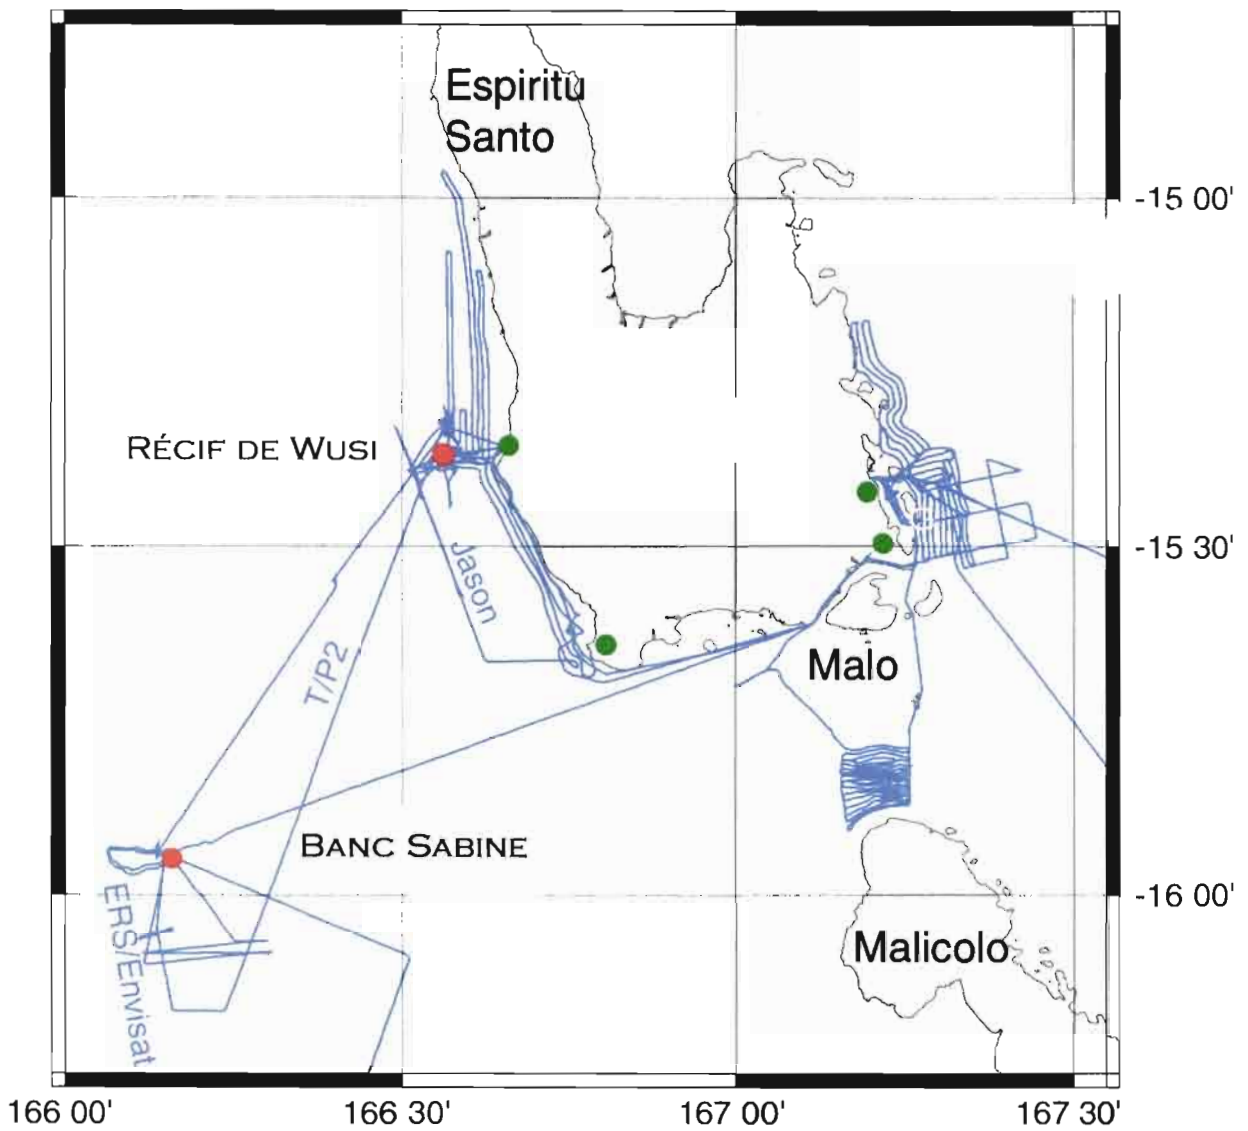 Espiritu
Santo
-15 00'
RÉCIF DE WUSI
-15 30'
Jason
T/P2
Malo
BANC SABINE
-16 00'
ERS/Envisat
Malicolo
166 00'
166 30'
167 00'
167 30'